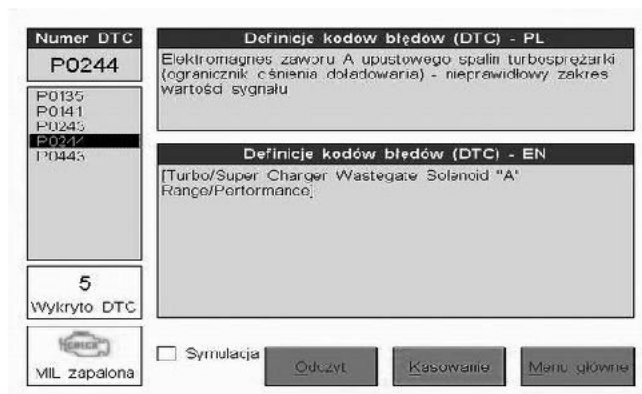 Numer DTC
P0244
P0135
P0141
P0243
P0244
P0443
5
Wykryto DTC
CHECK
MIL zapalona
Definicje kodów błędów (DTC) - PL
Elektromagnes zaworu A upustowego spalin turbosprężarki
(ogranicznik ciśnienia doładowania) - nieprawidłowy zakres
wartości sygnału
Definicje kodów błędów (DTC) - EN
[Turbo/Super Charger Wastegate Solenoid "A"
Range/Performance]
Symulacja
Odczyt
Kasowanie
Menu główne